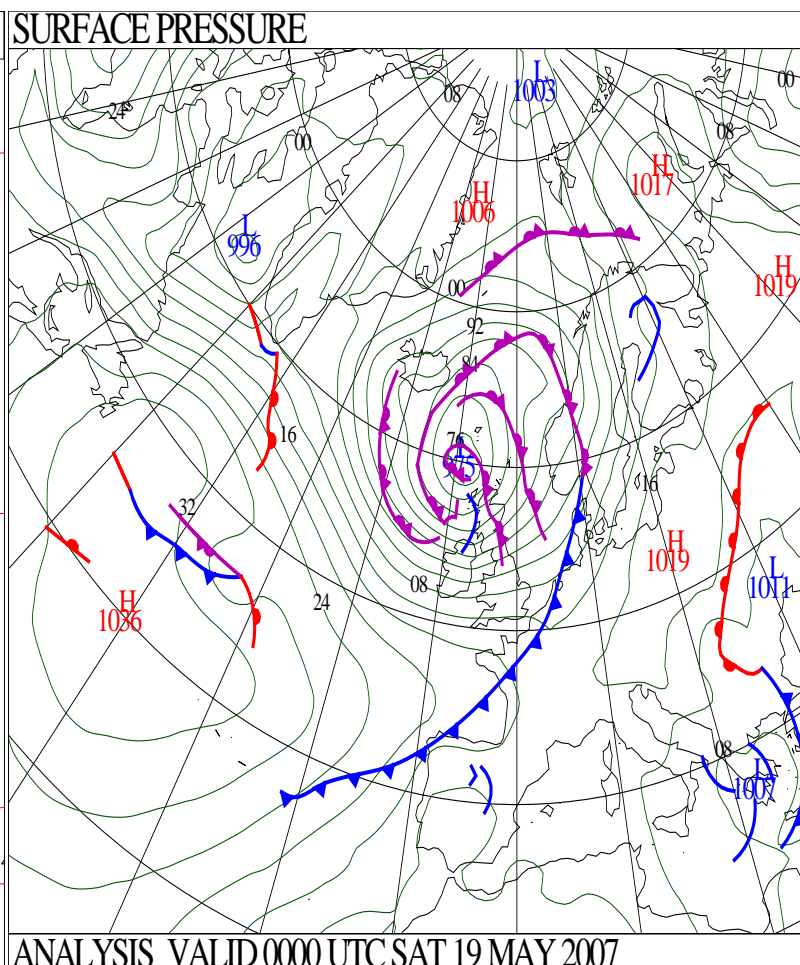 SURFACE PRESSURE
L
1003
00
08
24
08
00
H
1017
H
1006
L
996
H
1019
00
92
84
16
76
L
975
16
32
H
1019
L
1011
08
24
H
1036
08
L
1007
ANALYSIS VALID 0000 UTC SAT 19 MAY 2007